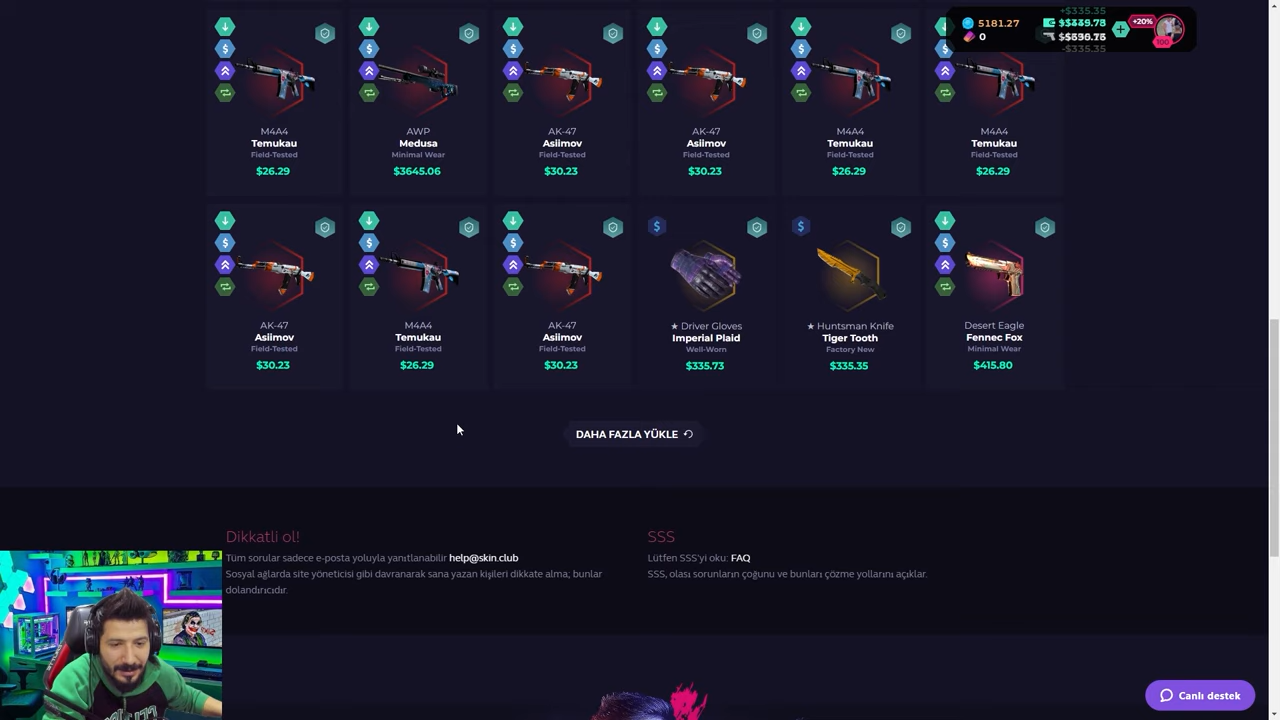 +$335.35
5181.27
+20%
0
100
-$335.35
M4A4
Temukau
Field-Tested
$26.29
AWP
Medusa
Minimal Wear
$3645.06
AK-47
Asiimov
Field-Tested
$30.23
AK-47
Asiimov
Field-Tested
$30.23
M4A4
Temukau
Field-Tested
$26.29
M4A4
Temukau
Field-Tested
$26.29
AK-47
Asiimov
Field-Tested
$30.23
M4A4
Temukau
Field-Tested
$26.29
AK-47
Asiimov
Field-Tested
$30.23
★ Driver Gloves
Imperial Plaid
Well-Worn
$335.73
★ Huntsman Knife
Tiger Tooth
Factory New
$335.35
Desert Eagle
Fennec Fox
Minimal Wear
$415.80
DAHA FAZLA YÜKLE
Dikkatli ol!
Tüm sorular sadece e-posta yoluyla yanıtlanabilir help@skin.club
Sosyal ağlarda site yöneticisi gibi davranarak sana yazan kişileri dikkate alma; bunlar
dolandırıcıdır.
SSS
Lütfen SSS'yi oku: FAQ
SSS, olası sorunların çoğunu ve bunları çözme yollarını açıklar.
Canlı destek